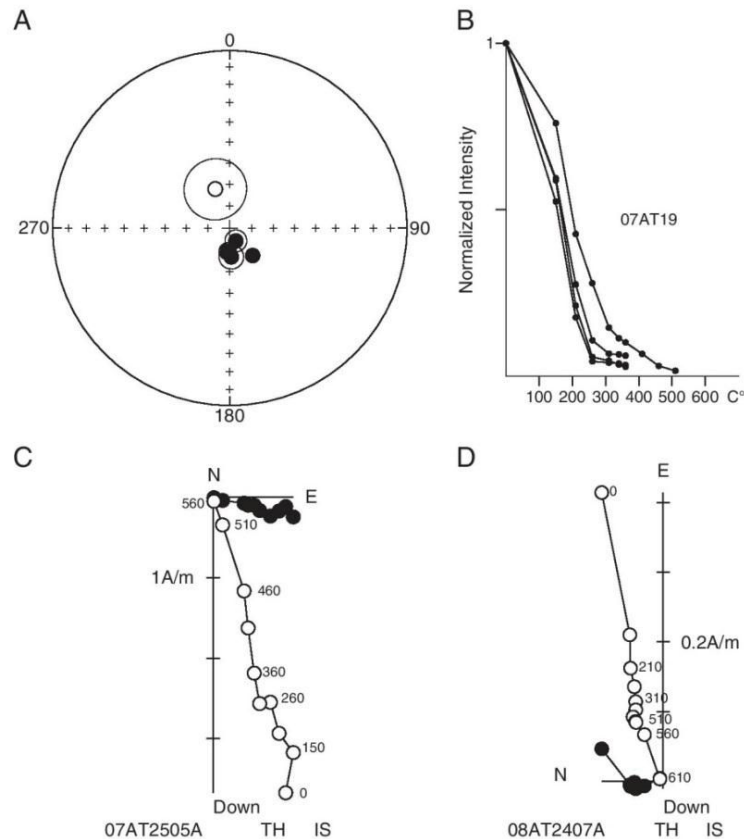 A
0
270
90
180
B
1
Normalized Intensity
07AT19
100 200 300 400 500 600 C°
C
N
E
560
510
1A/m
460
360
260
150
0
Down
07AT2505A TH IS
D
E
0
0.2A/m
210
310
510
560
N
610
Down
08AT2407A TH IS